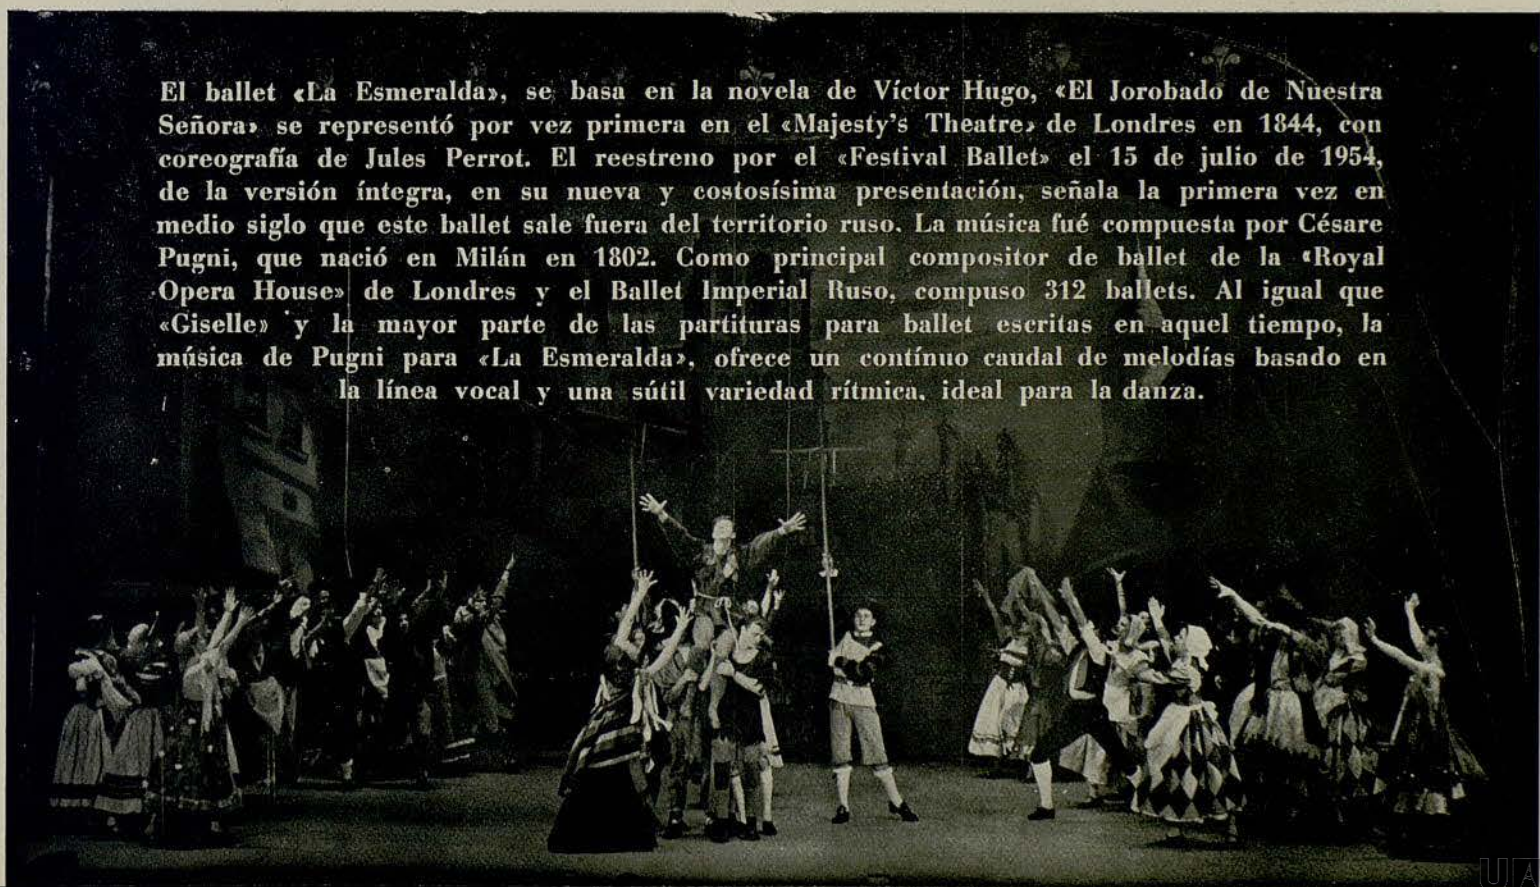 El ballet «La Esmeralda», se basa en la novela de Víctor Hugo, «El Jorobado de Nuestra
Señora» se representó por vez primera en el «Majesty's Theatre» de Londres en 1844, con
coreografía de Jules Perrot. El reestreno por el «Festival Ballet» el 15 de julio de 1954,
de la versión íntegra, en su nueva y costosísima presentación, señala la primera vez en
medio siglo que este ballet sale fuera del territorio ruso. La música fué compuesta por Césare
Pugni, que nació en Milán en 1802. Como principal compositor de ballet de la «Royal
Opera House» de Londres y el Ballet Imperial Ruso, compuso 312 ballets. Al igual que
«Giselle» y la mayor parte de las partituras para ballet escritas en aquel tiempo, la
música de Pugni para «La Esmeralda», ofrece un contínuo caudal de melodías basado en
la línea vocal y una sútil variedad rítmica, ideal para la danza.